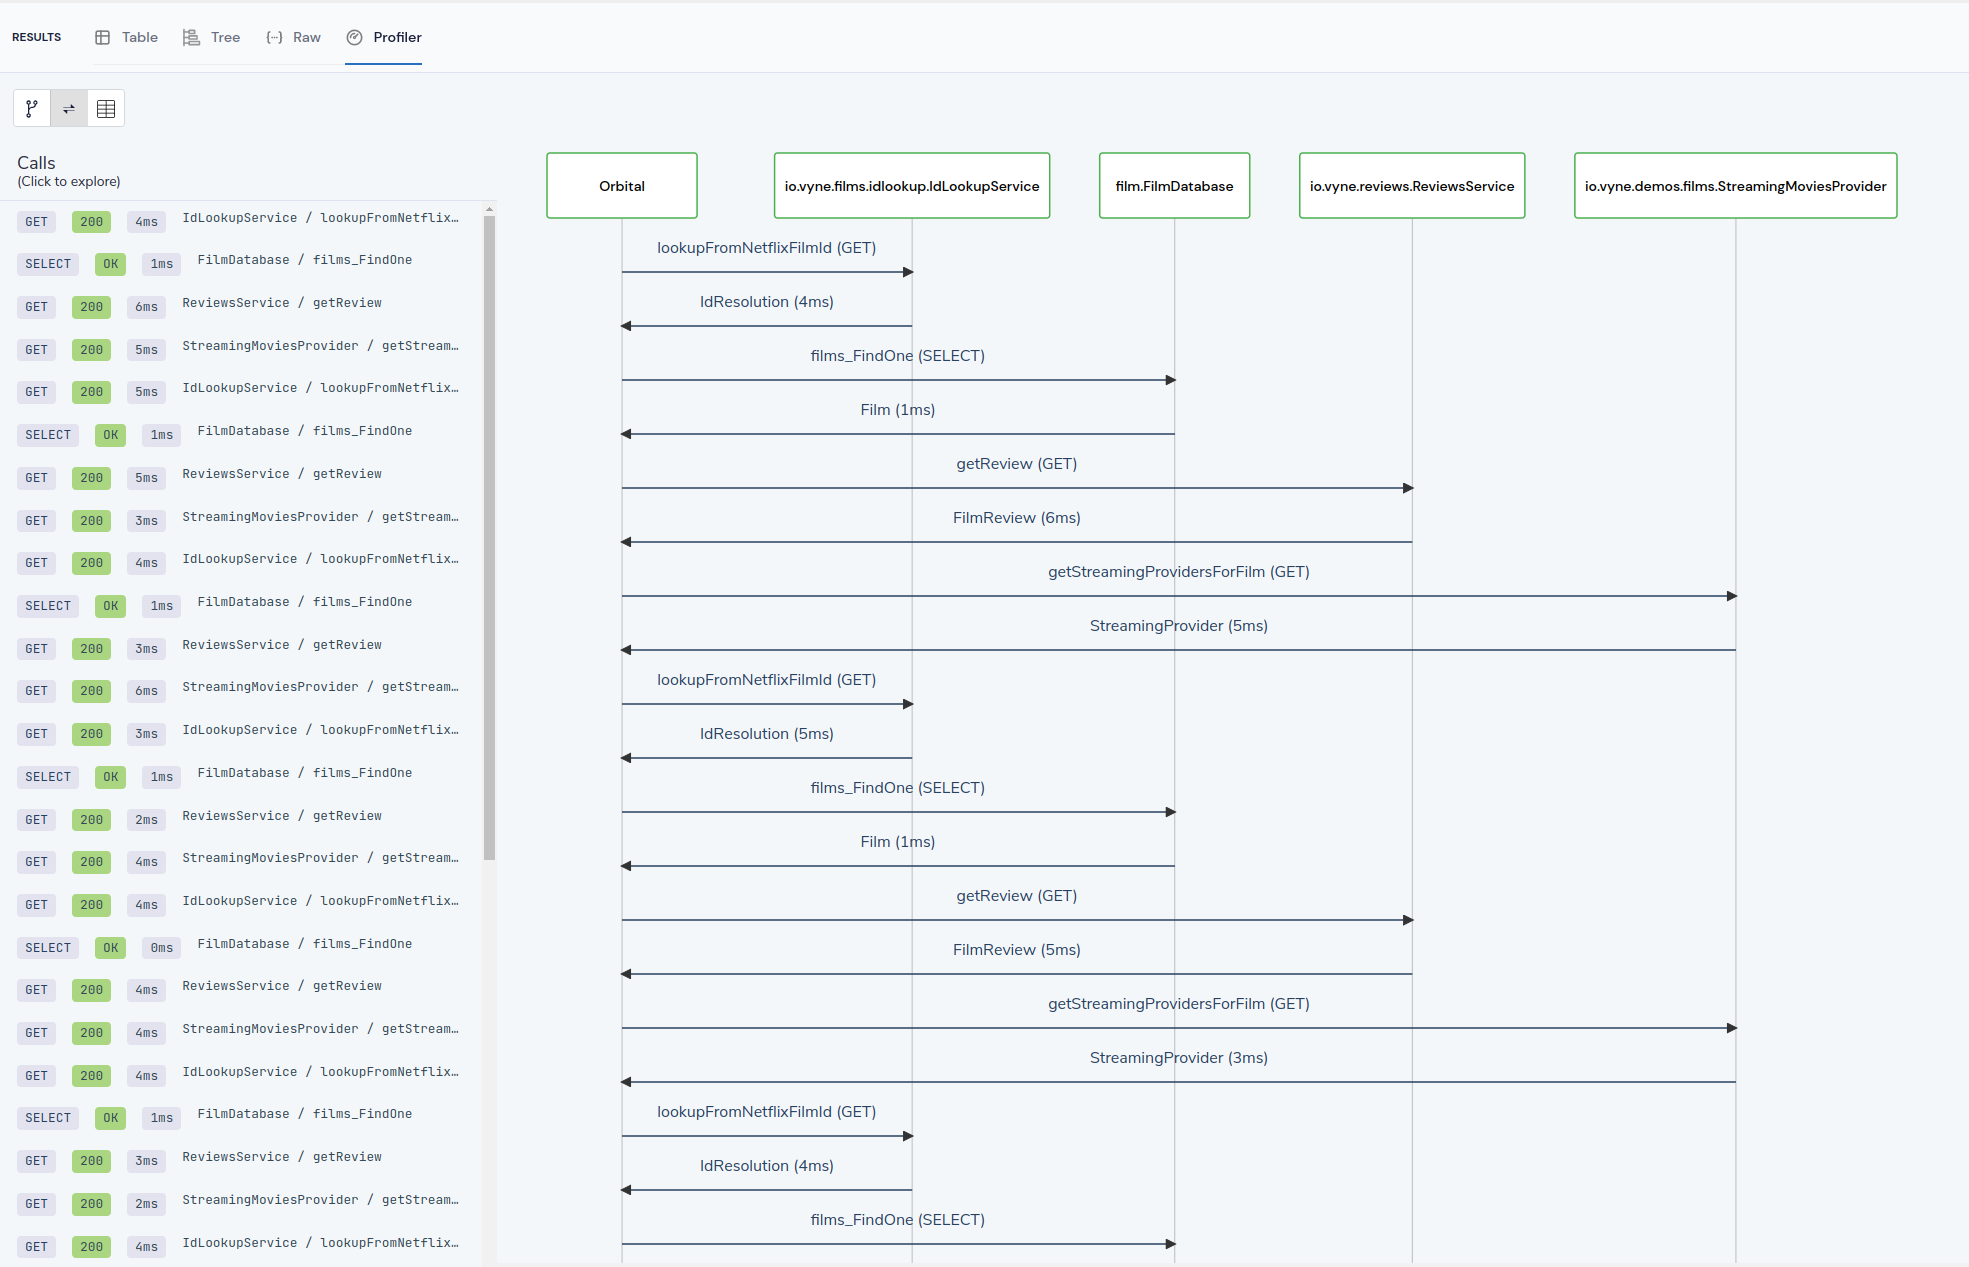 RESULTS Table Tree Raw Profiler
Calls
(Click to explore)
GET 200 4ms IdLookupService / lookupFromNetflix…
SELECT OK 1ms FilmDatabase / films_FindOne
GET 200 6ms ReviewsService / getReview
GET 200 5ms StreamingMoviesProvider / getStream…
GET 200 5ms IdLookupService / lookupFromNetflix…
SELECT OK 1ms FilmDatabase / films_FindOne
GET 200 5ms ReviewsService / getReview
GET 200 3ms StreamingMoviesProvider / getStream…
GET 200 4ms IdLookupService / lookupFromNetflix…
SELECT OK 1ms FilmDatabase / films_FindOne
GET 200 3ms ReviewsService / getReview
GET 200 6ms StreamingMoviesProvider / getStream…
GET 200 3ms IdLookupService / lookupFromNetflix…
SELECT OK 1ms FilmDatabase / films_FindOne
GET 200 2ms ReviewsService / getReview
GET 200 4ms StreamingMoviesProvider / getStream…
GET 200 4ms IdLookupService / lookupFromNetflix…
SELECT OK 0ms FilmDatabase / films_FindOne
GET 200 4ms ReviewsService / getReview
GET 200 4ms StreamingMoviesProvider / getStream…
GET 200 4ms IdLookupService / lookupFromNetflix…
SELECT OK 1ms FilmDatabase / films_FindOne
GET 200 3ms ReviewsService / getReview
GET 200 2ms StreamingMoviesProvider / getStream…
GET 200 4ms IdLookupService / lookupFromNetflix…
Orbital io.vyne.films.idlookup.IdLookupService film.FilmDatabase io.vyne.reviews.ReviewsService io.vyne.demos.films.StreamingMoviesProvider
lookupFromNetflixFilmId (GET)
IdResolution (4ms)
films_FindOne (SELECT)
Film (1ms)
getReview (GET)
FilmReview (6ms)
getStreamingProvidersForFilm (GET)
StreamingProvider (5ms)
lookupFromNetflixFilmId (GET)
IdResolution (5ms)
films_FindOne (SELECT)
Film (1ms)
getReview (GET)
FilmReview (5ms)
getStreamingProvidersForFilm (GET)
StreamingProvider (3ms)
lookupFromNetflixFilmId (GET)
IdResolution (4ms)
films_FindOne (SELECT)